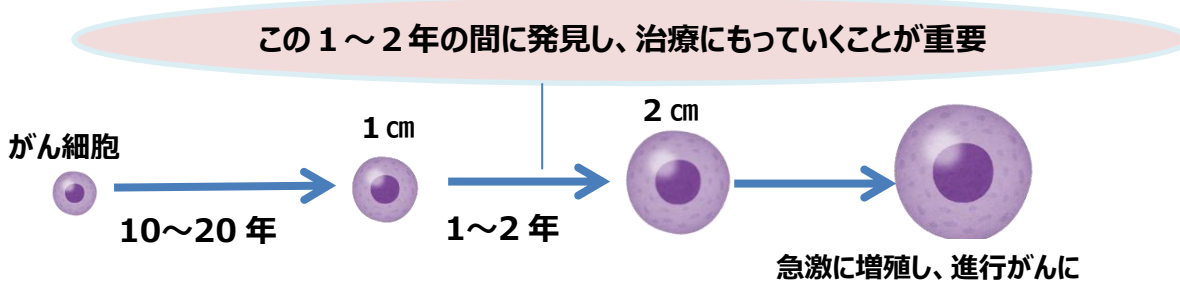 この1～2年の間に発見し、治療にもっていくことが重要
がん細胞
1㎝
2㎝
10～20年
1～2年
急激に増殖し、進行がんに